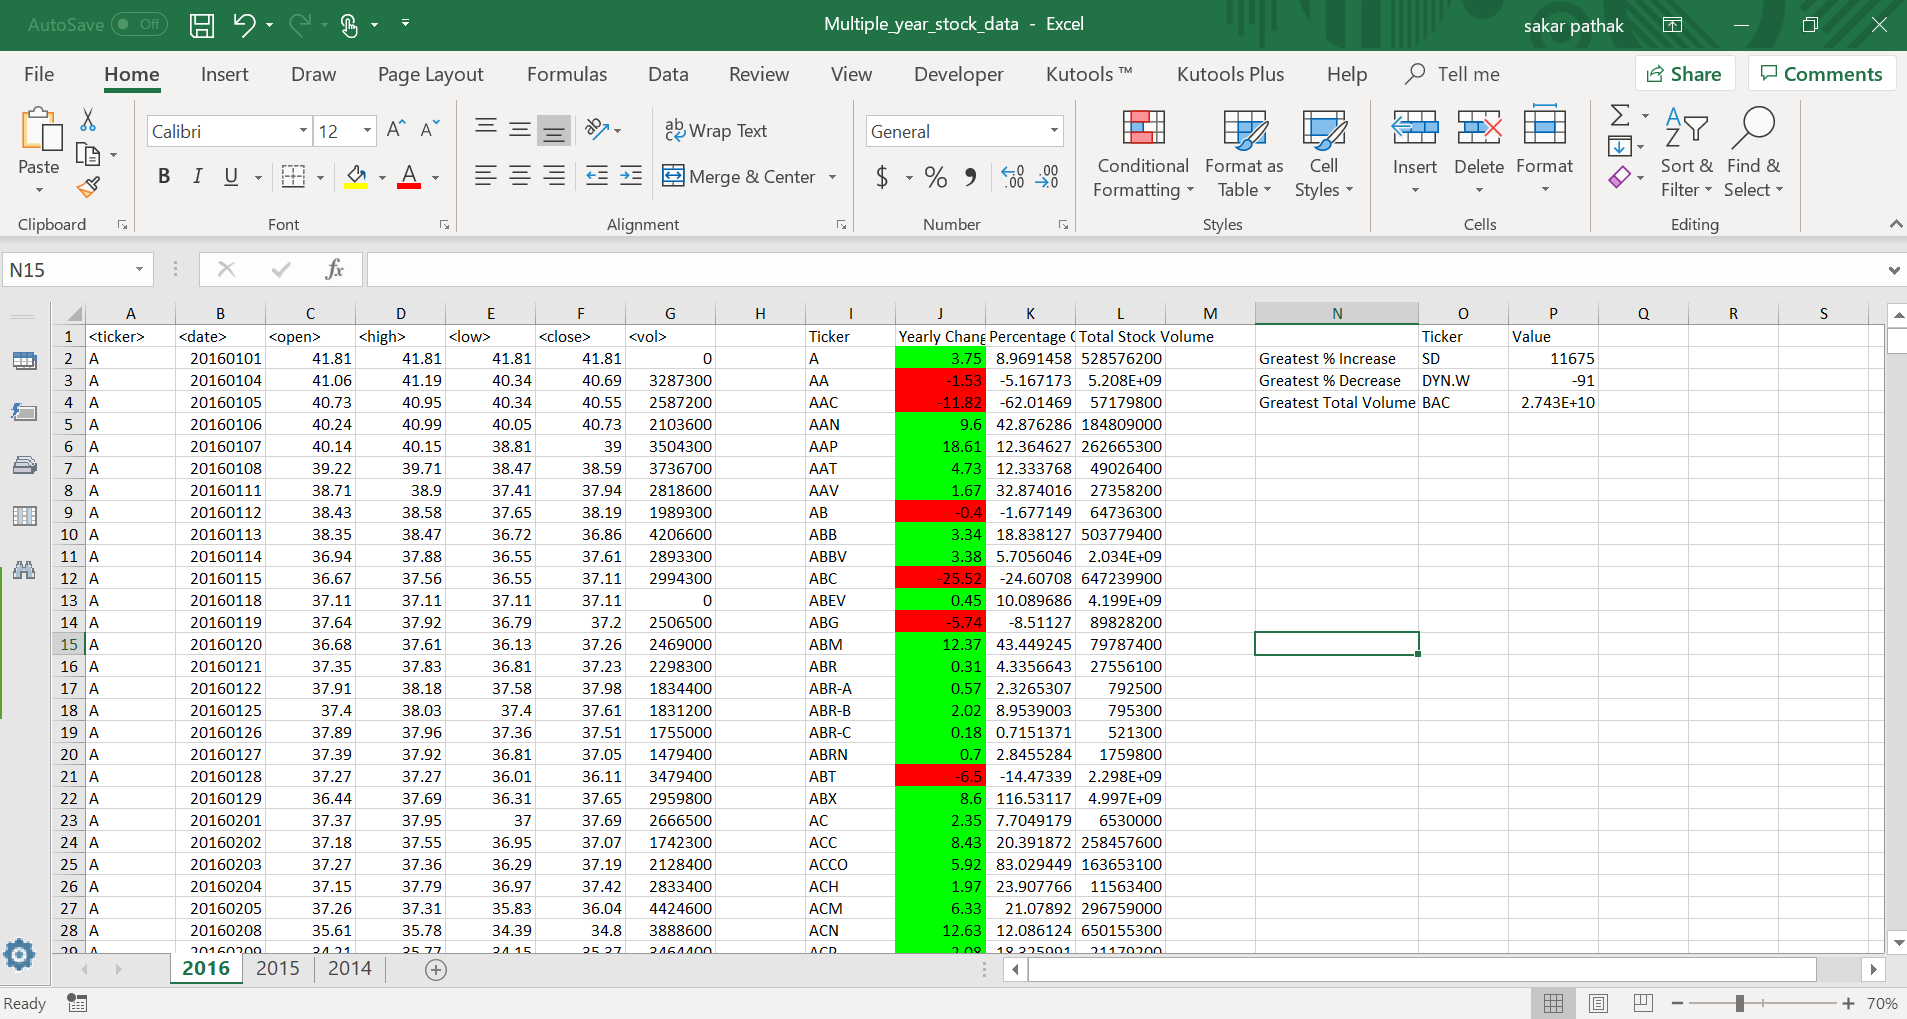 AutoSave Off Multiple_year_stock_data - Excel sakar pathak
File Home Insert Draw Page Layout Formulas Data Review View Developer Kutools ™ Kutools Plus Help Tell me Share Comments
Calibri 12 A A ab Wrap Text General
Paste B I U A Merge & Center $ % , .00 .00
Conditional Formatting Format as Table Cell Styles Insert Delete Format Sort & Filter Find & Select
Clipboard Font Alignment Number Styles Cells Editing
N15 fx
A B C D E F G H I J K L M N O P Q R S
1 <ticker> <date> <open> <high> <low> <close> <vol> Ticker Yearly Chang Percentage Total Stock Volume Ticker Value
2 A 20160101 41.81 41.81 41.81 41.81 0 A 3.75 8.9691458 528576200 Greatest % Increase SD 11675
3 A 20160104 41.06 41.19 40.34 40.69 3287300 AA -1.53 -5.167173 5.208E+09 Greatest % Decrease DYN.W -91
4 A 20160105 40.73 40.95 40.34 40.55 2587200 AAC -11.82 -62.01469 57179800 Greatest Total Volume BAC 2.743E+10
5 A 20160106 40.24 40.99 40.05 40.73 2103600 AAN 9.6 42.876286 184809000
6 A 20160107 40.14 40.15 38.81 39 3504300 AAP 18.61 12.364627 262665300
7 A 20160108 39.22 39.71 38.47 38.59 3736700 AAT 4.73 12.333768 49026400
8 A 20160111 38.71 38.9 37.41 37.94 2818600 AAV 1.67 32.874016 27358200
9 A 20160112 38.43 38.58 37.65 38.19 1989300 AB -0.4 -1.677149 64736300
10 A 20160113 38.35 38.47 36.72 36.86 4206600 ABB 3.34 18.838127 503779400
11 A 20160114 36.94 37.88 36.55 37.61 2893300 ABBV 3.38 5.7056046 2.034E+09
12 A 20160115 36.67 37.56 36.55 37.11 2994300 ABC -25.52 -24.60708 647239900
13 A 20160118 37.11 37.11 37.11 37.11 0 ABEV 0.45 10.089686 4.199E+09
14 A 20160119 37.64 37.92 36.79 37.2 2506500 ABG -5.74 -8.51127 89828200
15 A 20160120 36.68 37.61 36.13 37.26 2469000 ABM 12.37 43.449245 79787400
16 A 20160121 37.35 37.83 36.81 37.23 2298300 ABR 0.31 4.3356643 27556100
17 A 20160122 37.91 38.18 37.58 37.98 1834400 ABR-A 0.57 2.3265307 792500
18 A 20160125 37.4 38.03 37.4 37.61 1831200 ABR-B 2.02 8.9539003 795300
19 A 20160126 37.89 37.96 37.36 37.51 1755000 ABR-C 0.18 0.7151371 521300
20 A 20160127 37.39 37.92 36.81 37.05 1479400 ABRN 0.7 2.8455284 1759800
21 A 20160128 37.27 37.27 36.01 36.11 3479400 ABT -6.5 -14.47339 2.298E+09
22 A 20160129 36.44 37.69 36.31 37.65 2959800 ABX 8.6 116.53117 4.997E+09
23 A 20160201 37.37 37.95 37 37.69 2666500 AC 2.35 7.7049179 6530000
24 A 20160202 37.18 37.55 36.95 37.07 1742300 ACC 8.43 20.391872 258457600
25 A 20160203 37.27 37.36 36.29 37.19 2128400 ACCO 5.92 83.029449 163653100
26 A 20160204 37.15 37.79 36.97 37.42 2833400 ACH 1.97 23.907766 11563400
27 A 20160205 37.26 37.31 35.83 36.04 4424600 ACM 6.33 21.07892 296759000
28 A 20160208 35.61 35.78 34.39 34.8 3888600 ACN 12.63 12.086124 650155300
29 A 20160209 34.21 35.77 34.15 35.37 3464400 2.08 18.325991 21179200
2016 2015 2014
Ready 70%